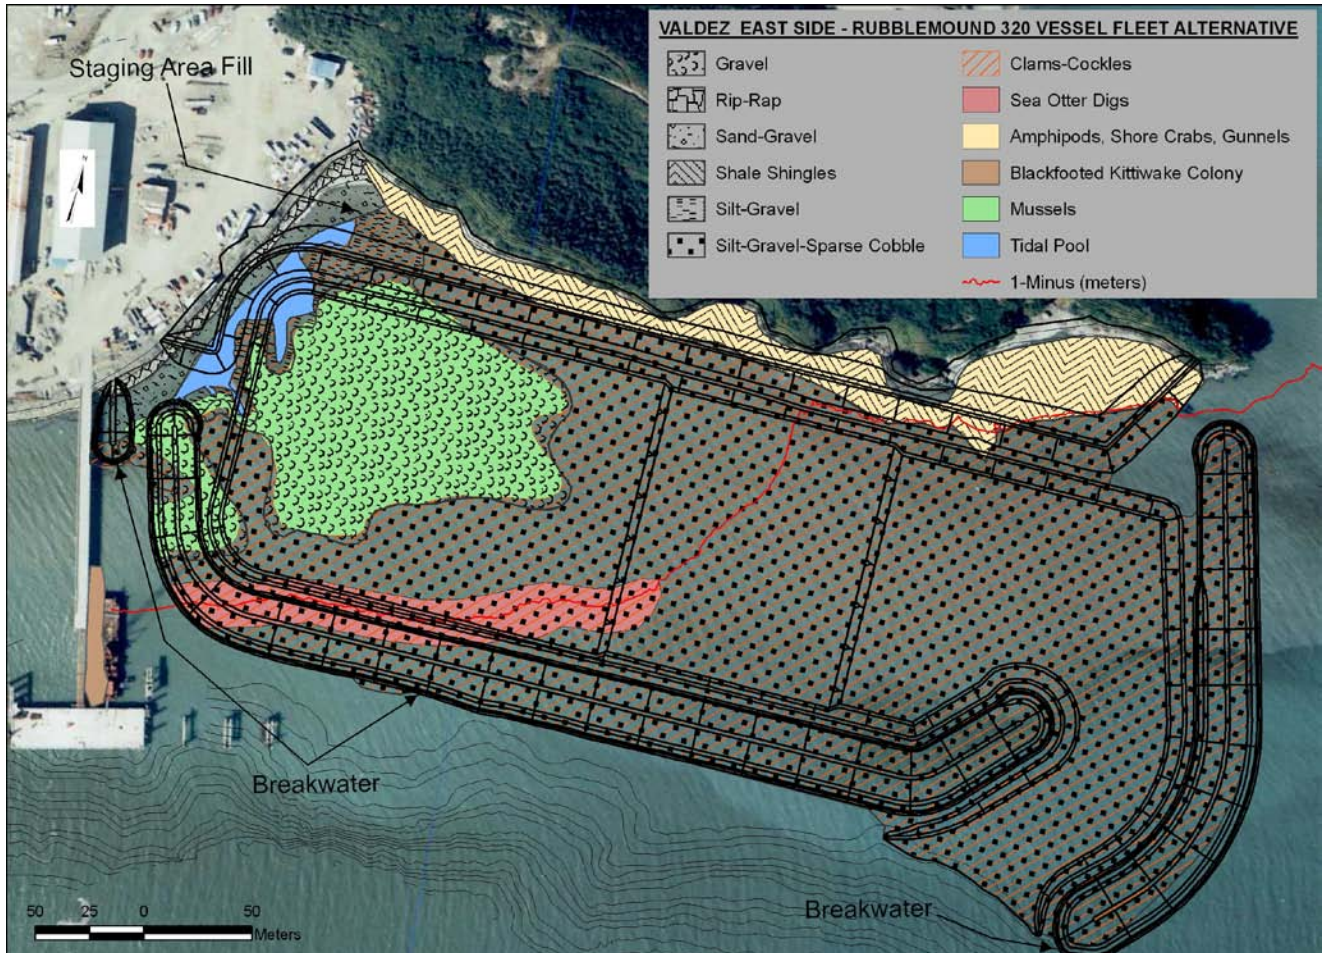 VALDEZ EAST SIDE - RUBBLEMOUND 320 VESSEL FLEET ALTERNATIVE
Gravel
Rip-Rap
Sand-Gravel
Shale Shingles
Silt-Gravel
Silt-Gravel-Sparse Cobble
Clams-Cockles
Sea Otter Digs
Amphipods, Shore Crabs, Gunnels
Blackfooted Kittiwake Colony
Mussels
Tidal Pool
1-Minus (meters)
Staging Area Fill
N
Breakwater
Breakwater
50 25 0 50
Meters